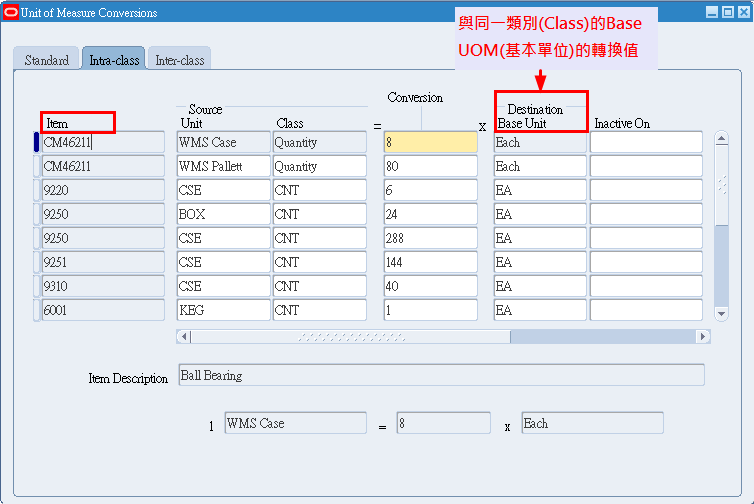 Unit of Measure Conversions
與同一類別(Class)的Base
UOM(基本單位)的轉換值
Standard Intra-class Inter-class
Conversion
Source Destination
Item Unit Class = x Base Unit Inactive On
CM46211 WMS Case Quantity 8 Each
CM46211 WMS Pallett Quantity 80 Each
9220 CSE CNT 6 EA
9250 BOX CNT 24 EA
9250 CSE CNT 288 EA
9251 CSE CNT 144 EA
9310 CSE CNT 40 EA
6001 KEG CNT 1 EA
Item Description Ball Bearing
1 WMS Case = 8 x Each